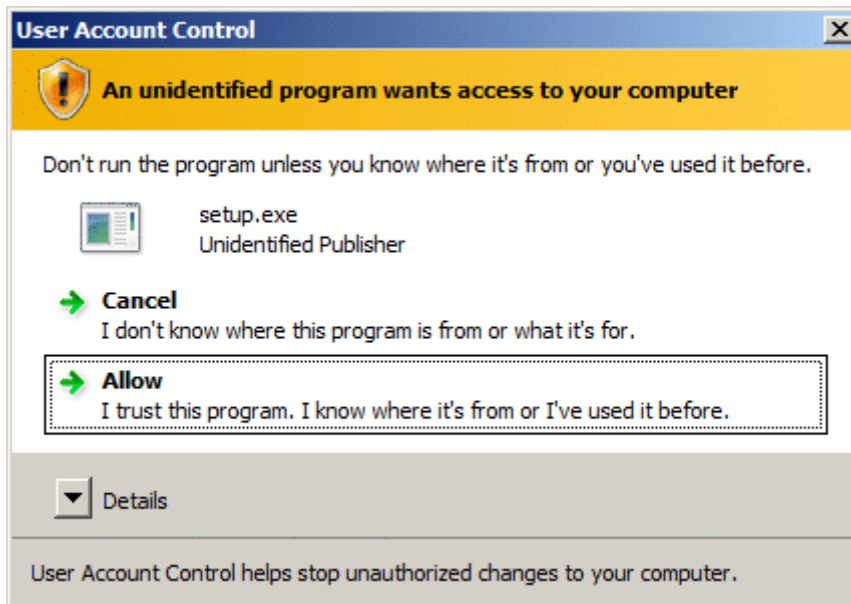 User Account Control
An unidentified program wants access to your computer
Don't run the program unless you know where it's from or you've used it before.
setup.exe
Unidentified Publisher
Cancel
I don't know where this program is from or what it's for.
Allow
I trust this program. I know where it's from or I've used it before.
Details
User Account Control helps stop unauthorized changes to your computer.